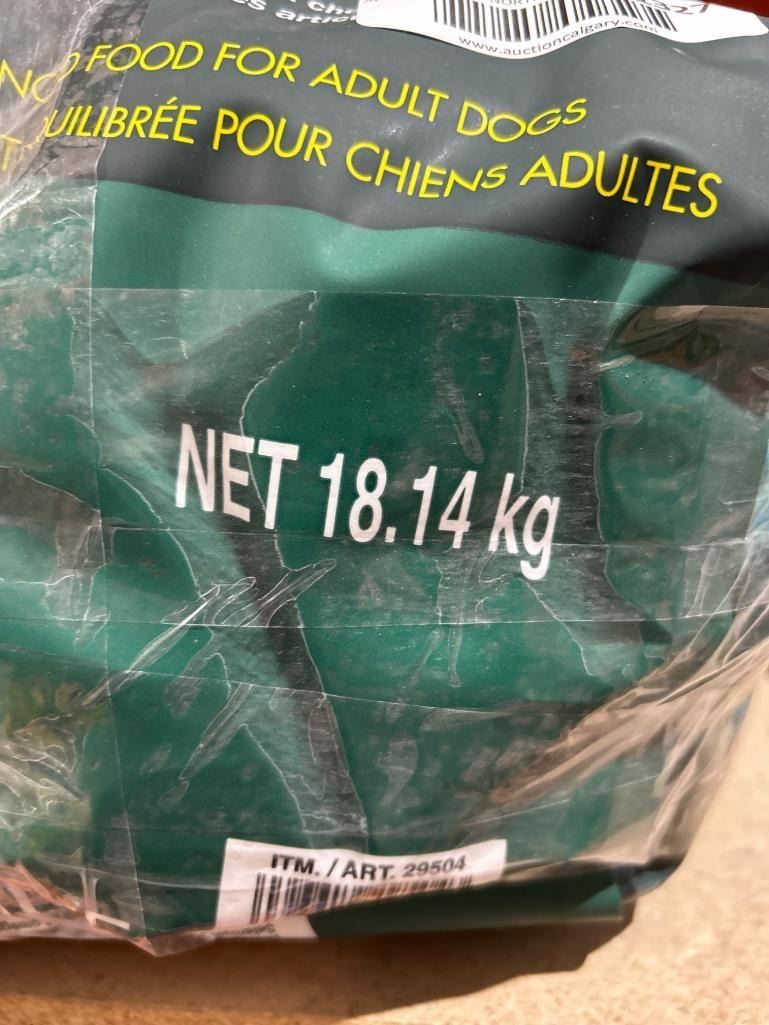 www.auctioncalgary.com
FOOD FOR ADULT DOGS
UILIBRÉE POUR CHIENS ADULTES
NET 18.14 kg
ITM. / ART. 29504